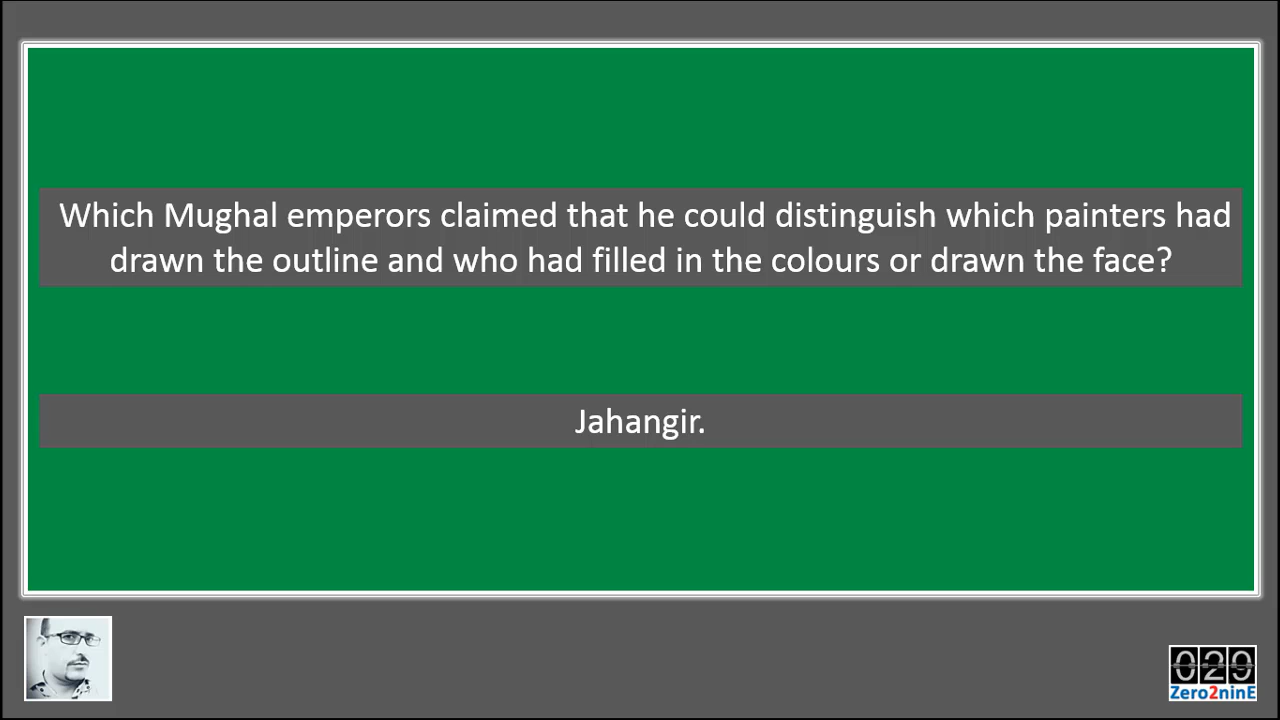 Which Mughal emperors claimed that he could distinguish which painters had
drawn the outline and who had filled in the colours or drawn the face?
Jahangir.
029
Zero2ninE